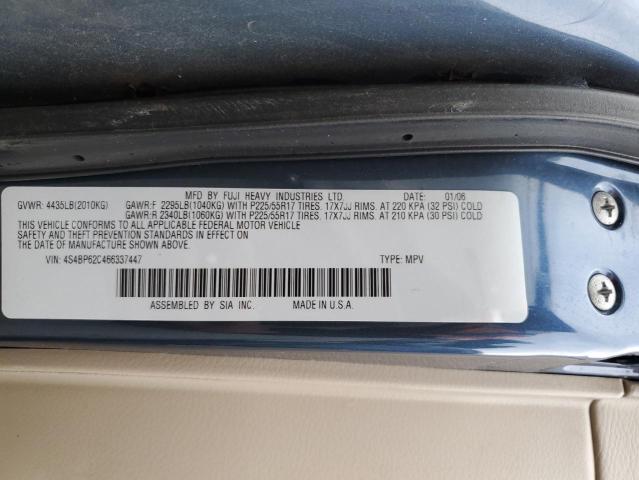 MFD BY FUJI HEAVY INDUSTRIES LTD. DATE: 01/06
GVWR: 4435LB(2010KG) GAWR:F 2295LB(1040KG) WITH P225/55R17 TIRES. 17X7JJ RIMS. AT 220 KPA (32 PSI) COLD
GAWR:R 2340LB(1060KG) WITH P225/55R17 TIRES. 17X7JJ RIMS. AT 210 KPA (30 PSI) COLD
THIS VEHICLE CONFORMS TO ALL APPLICABLE FEDERAL MOTOR VEHICLE
SAFETY AND THEFT PREVENTION STANDARDS IN EFFECT ON
THE DATE OF MANUFACTURE SHOWN ABOVE.
VIN: 4S4BP62C466337447 TYPE: MPV
ASSEMBLED BY SIA INC. MADE IN U.S.A.